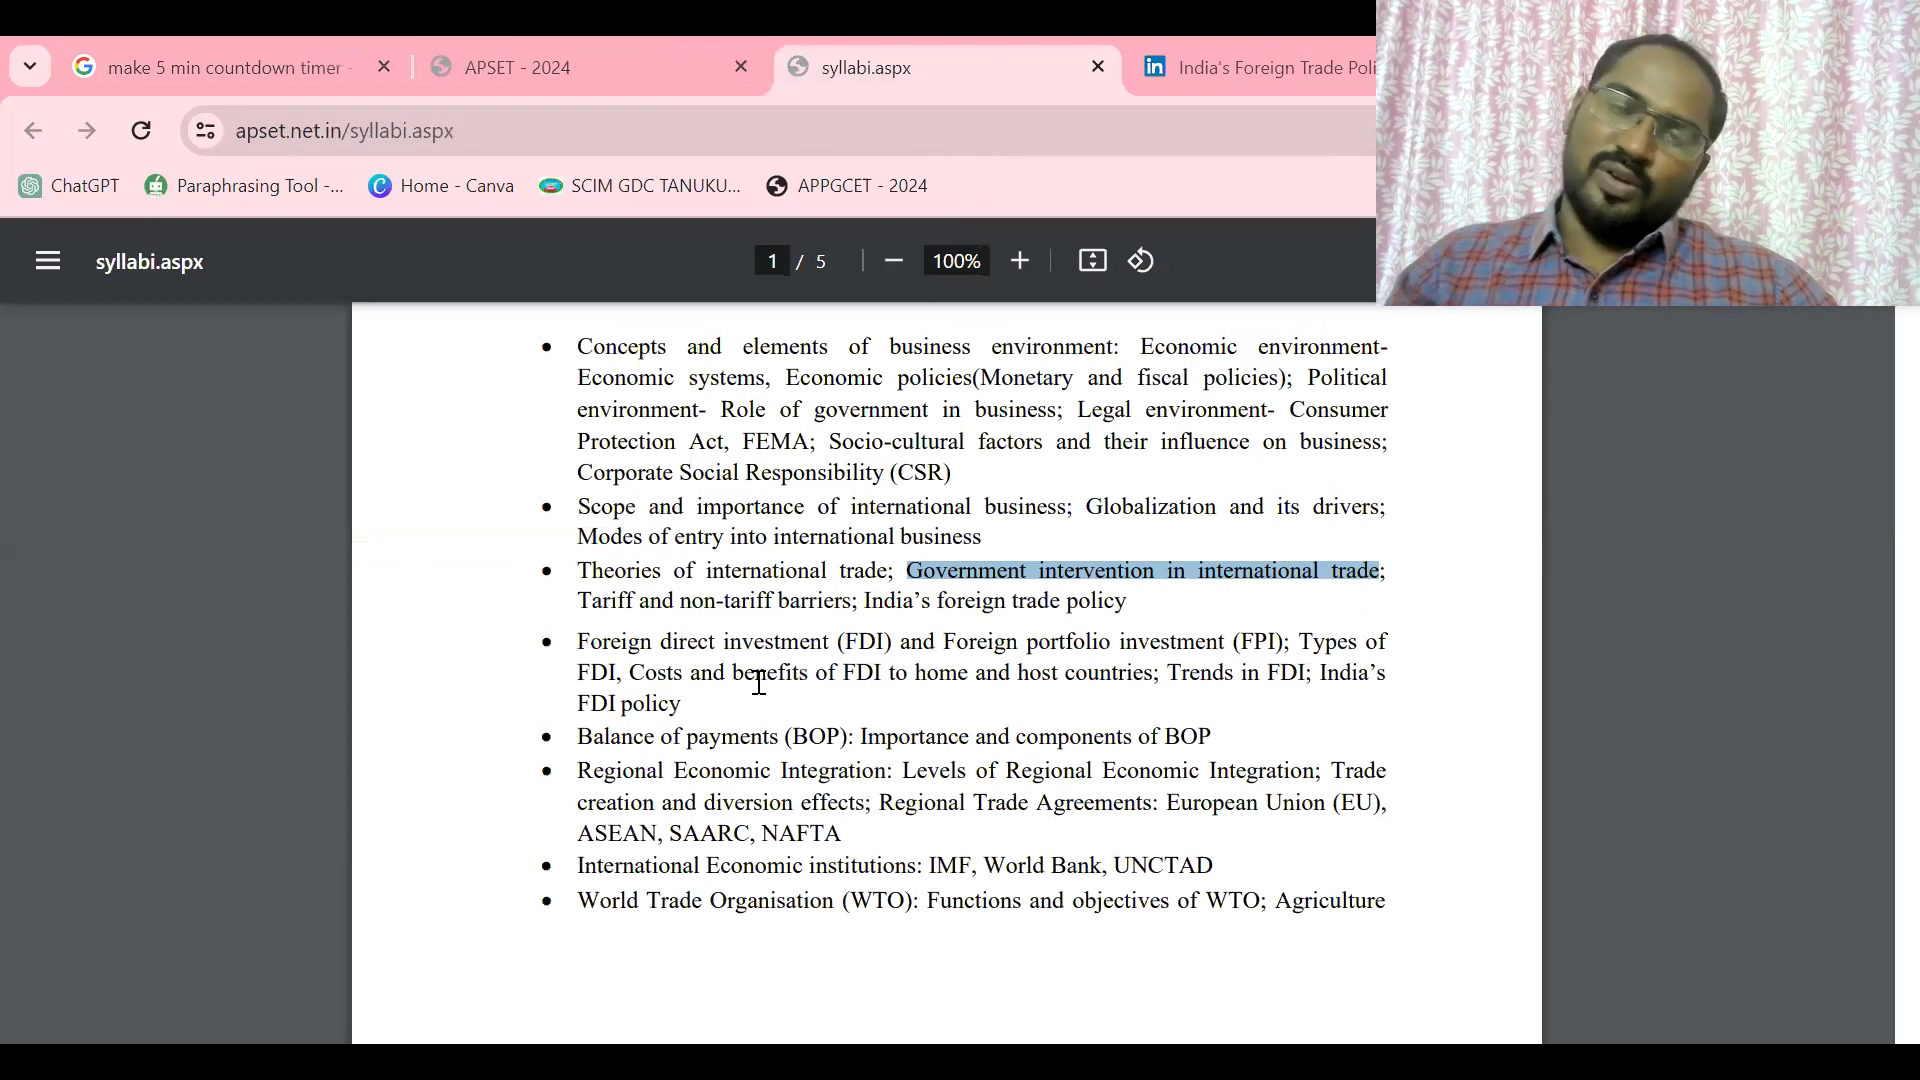 make 5 min countdown timer -
APSET - 2024
syllabi.aspx
in India's Foreign Trade Poli
apset.net.in/syllabi.aspx
ChatGPT
Paraphrasing Tool -...
Home - Canva
SCIM GDC TANUKU...
APPGCET - 2024
syllabi.aspx
1 / 5
100%
• Concepts and elements of business environment: Economic environment-
Economic systems, Economic policies(Monetary and fiscal policies); Political
environment- Role of government in business; Legal environment- Consumer
Protection Act, FEMA; Socio-cultural factors and their influence on business;
Corporate Social Responsibility (CSR)
• Scope and importance of international business; Globalization and its drivers;
Modes of entry into international business
• Theories of international trade; Government intervention in international trade;
Tariff and non-tariff barriers; India’s foreign trade policy
• Foreign direct investment (FDI) and Foreign portfolio investment (FPI); Types of
FDI, Costs and benefits of FDI to home and host countries; Trends in FDI; India’s
FDI policy
• Balance of payments (BOP): Importance and components of BOP
• Regional Economic Integration: Levels of Regional Economic Integration; Trade
creation and diversion effects; Regional Trade Agreements: European Union (EU),
ASEAN, SAARC, NAFTA
• International Economic institutions: IMF, World Bank, UNCTAD
• World Trade Organisation (WTO): Functions and objectives of WTO; Agriculture